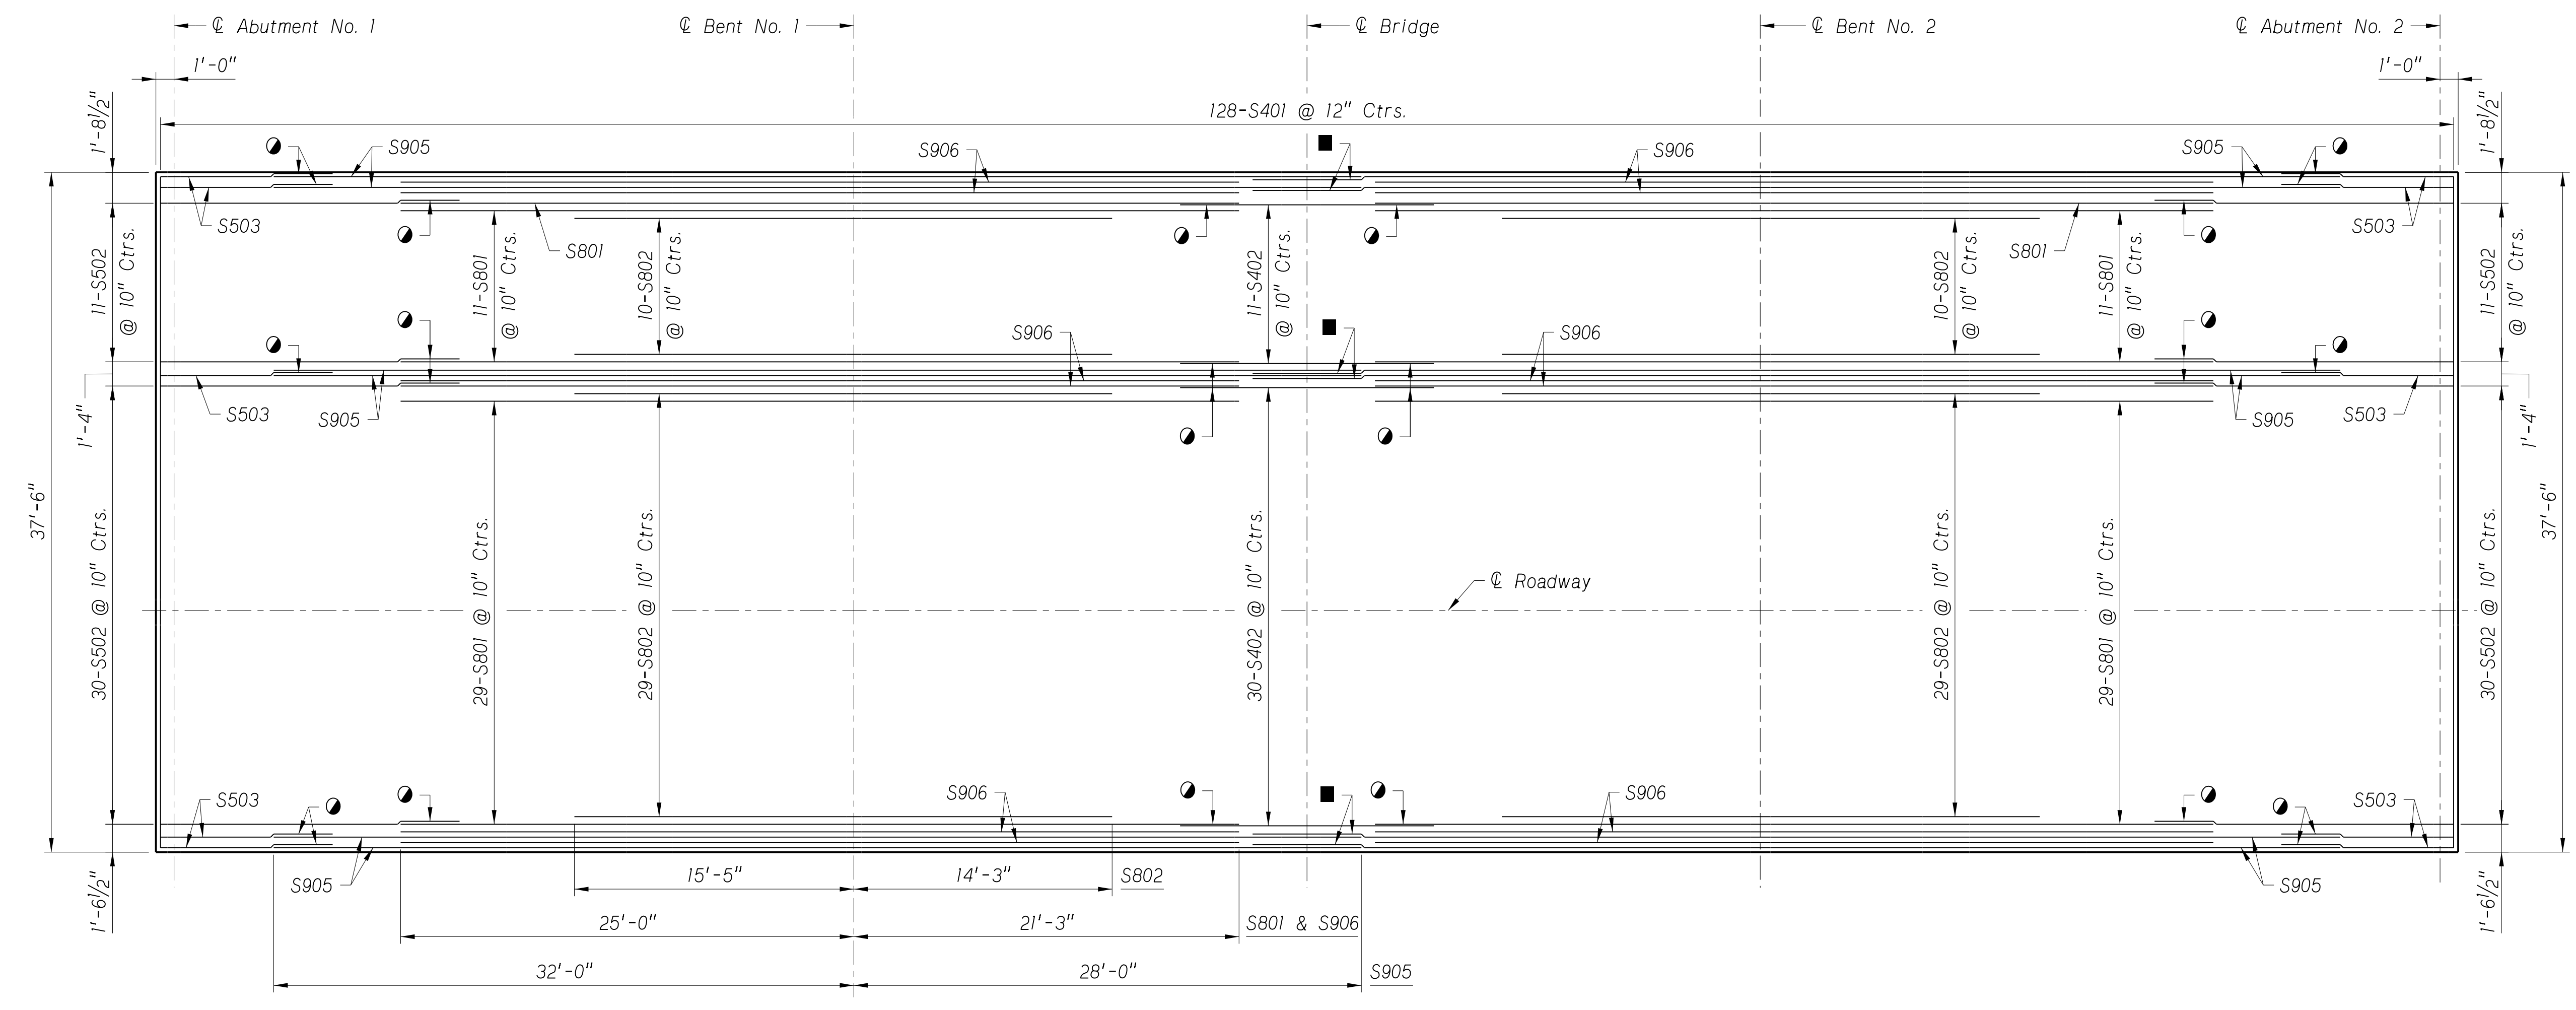 ℄ Abutment No. 1
℄ Bent No. 1
℄ Bridge
℄ Bent No. 2
℄ Abutment No. 2
1'-0"
1'-0"
128-S401 @ 12" Ctrs.
1'-8½"
1'-8½"
S905
S906
S906
S905
S503
S801
S801
S503
11-S502
@ 10" Ctrs.
11-S801
@ 10" Ctrs.
10-S802
@ 10" Ctrs.
11-S402
@ 10" Ctrs.
10-S802
@ 10" Ctrs.
11-S801
@ 10" Ctrs.
11-S502
@ 10" Ctrs.
S906
S906
1'-4"
S503
S905
S905
S503
1'-4"
37'-6"
30-S502 @ 10" Ctrs.
29-S801 @ 10" Ctrs.
29-S802 @ 10" Ctrs.
30-S402 @ 10" Ctrs.
℄ Roadway
29-S802 @ 10" Ctrs.
29-S801 @ 10" Ctrs.
30-S502 @ 10" Ctrs.
37'-6"
S503
S906
S906
S503
S905
15'-5"
14'-3"
S802
S905
1'-6½"
25'-0"
21'-3"
S801 & S906
1'-6½"
32'-0"
28'-0"
S905